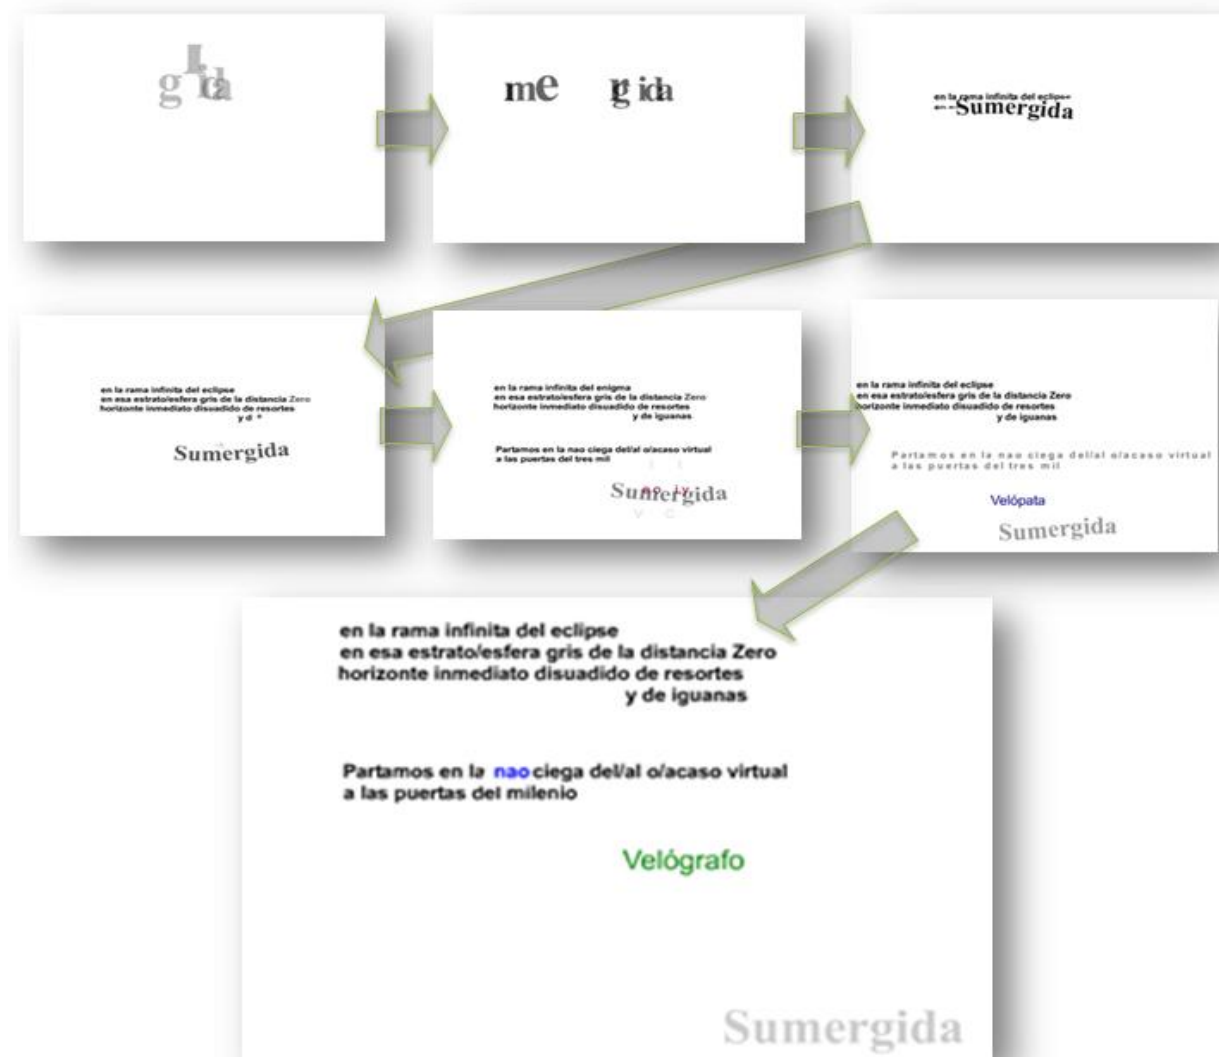 g ida
me rg ida
en la rama infinita del eclipse
Sumergida
en la rama infinita del eclipse
en esa estrato/esfera gris de la distancia Zero
horizonte inmediato disuadido de resortes
y d
Sumergida
en la rama infinita del enigma
en esa estrato/esfera gris de la distancia Zero
horizonte inmediato disuadido de resortes
y de iguanas
Partamos en la nao ciega del/al o/acaso virtual
a las puertas del tres mil
Sumergida
V C
en la rama infinita del eclipse
en esa estrato/esfera gris de la distancia Zero
horizonte inmediato disuadido de resortes
y de iguanas
Partamos en la nao ciega del/al o/acaso virtual
a las puertas del tres mil
Velópata
Sumergida
en la rama infinita del eclipse
en esa estrato/esfera gris de la distancia Zero
horizonte inmediato disuadido de resortes
y de iguanas
Partamos en la nao ciega del/al o/acaso virtual
a las puertas del milenio
Velógrafo
Sumergida